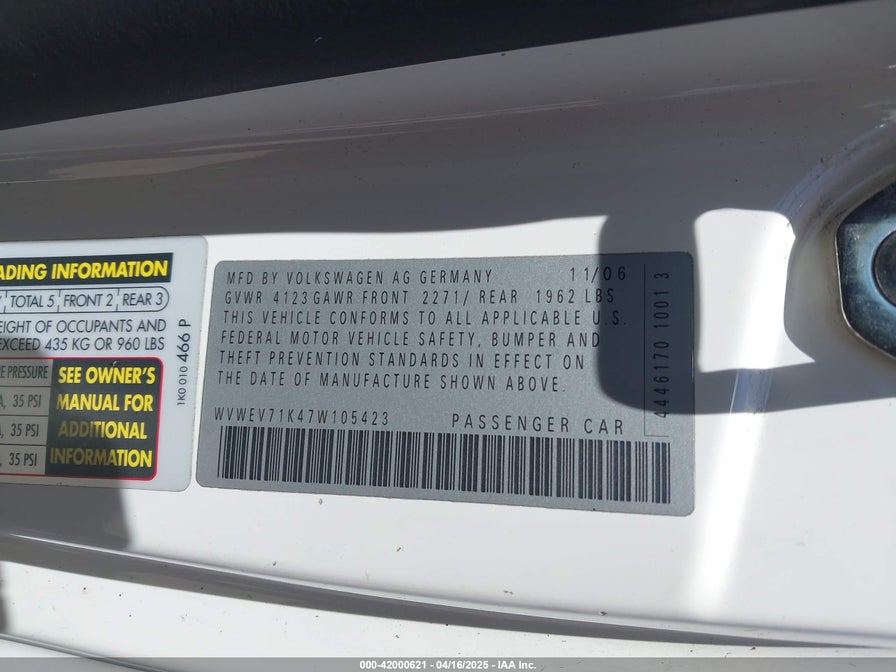 ADING INFORMATION
TOTAL 5 FRONT 2 REAR 3
EIGHT OF OCCUPANTS AND
EXCEED 435 KG OR 960 LBS
RE PRESSURE
35 PSI
35 PSI
35 PSI
SEE OWNER'S
MANUAL FOR
ADDITIONAL
INFORMATION
1K0 010 466 P
MFD BY VOLKSWAGEN AG GERMANY 11/06
GVWR 4123 GAWR FRONT 2271/ REAR 1962 LBS
THIS VEHICLE CONFORMS TO ALL APPLICABLE U.S.
FEDERAL MOTOR VEHICLE SAFETY, BUMPER AND
THEFT PREVENTION STANDARDS IN EFFECT ON
THE DATE OF MANUFACTURE SHOWN ABOVE.
WVWEV71K47W105423 PASSENGER CAR
4446170 10013
000-42000621 | 04/16/2025 - IAA Inc.